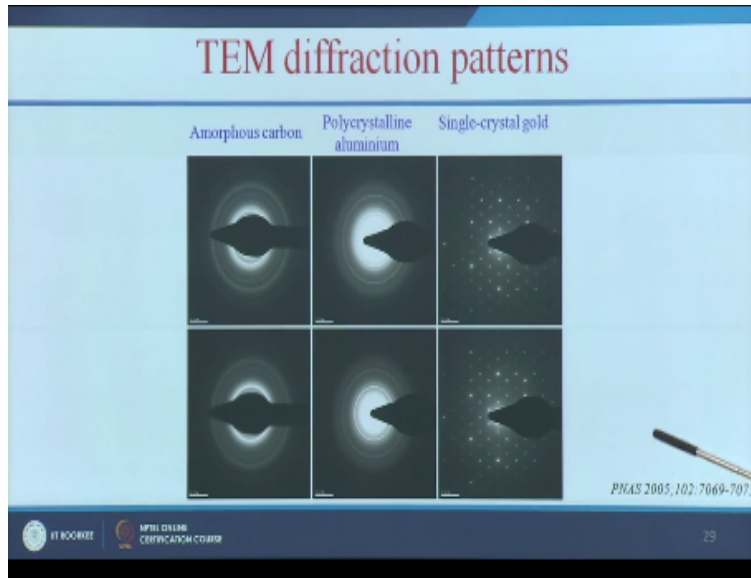 TEM diffraction patterns
Amorphous carbon
Polycrystalline
aluminium
Single-crystal gold
PNAS 2005;102:7069-707
IIT ROORKEE
NPTEL ONLINE
CERTIFICATION COURSE
29